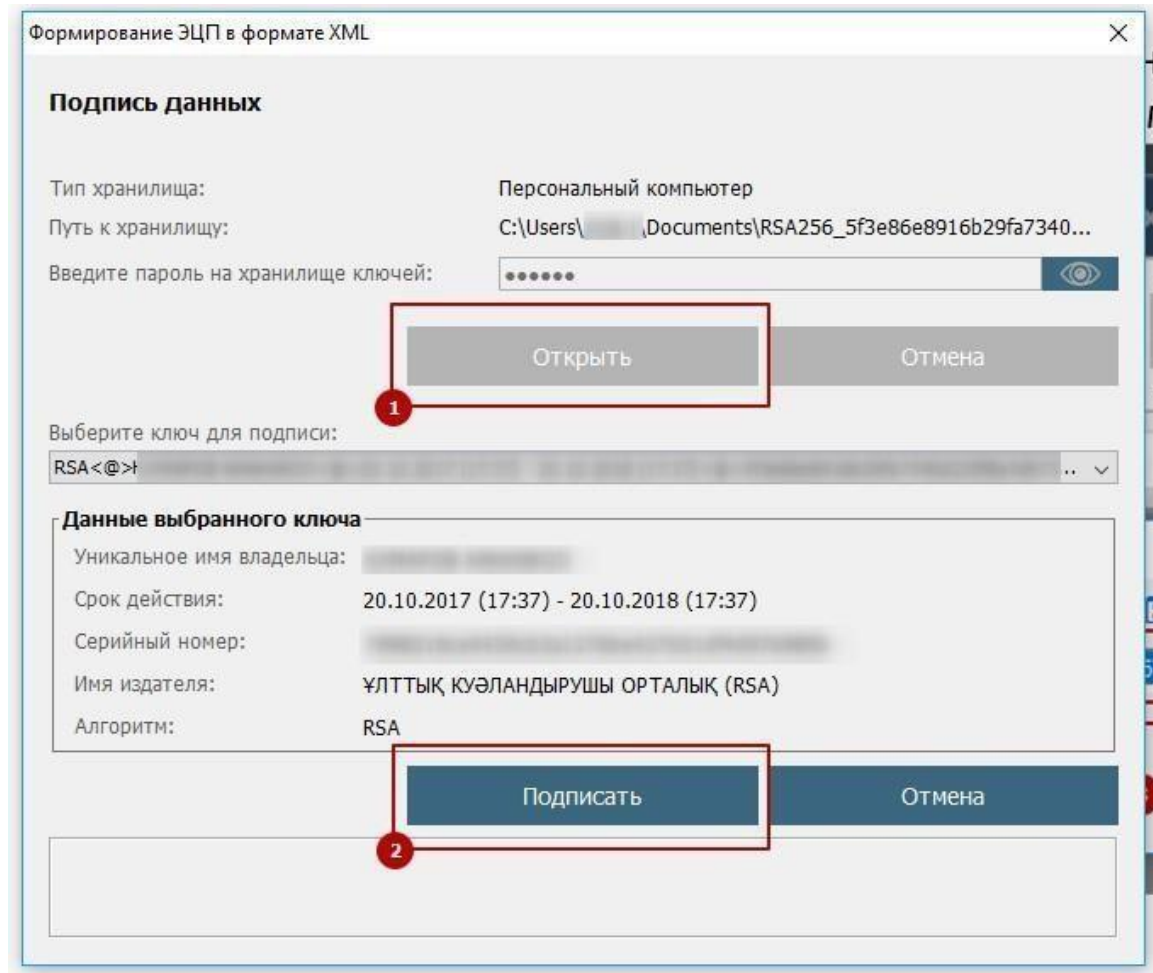 Формирование ЭЦП в формате XML
Подпись данных
Тип хранилища: Персональный компьютер
Путь к хранилищу: C:\Users\ \Documents\RSA256_5f3e86e8916b29fa7340...
Введите пароль на хранилище ключей: ●●●●●●
Открыть Отмена
1
Выберите ключ для подписи:
RSA<@> ..
Данные выбранного ключа
Уникальное имя владельца:
Срок действия: 20.10.2017 (17:37) - 20.10.2018 (17:37)
Серийный номер:
Имя издателя: ҰЛТТЫҚ КУӘЛАНДЫРУШЫ ОРТАЛЫҚ (RSA)
Алгоритм: RSA
Подписать Отмена
2